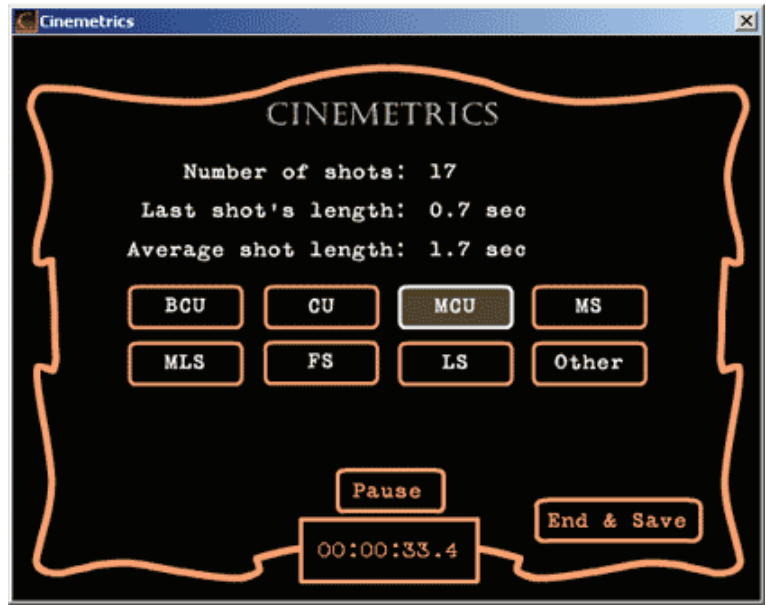 Cinemetrics
CINEMETRICS
Number of shots: 17
Last shot's length: 0.7 sec
Average shot length: 1.7 sec
BCU CU MCU MS
MLS FS LS Other
Pause
End & Save
00:00:33.4